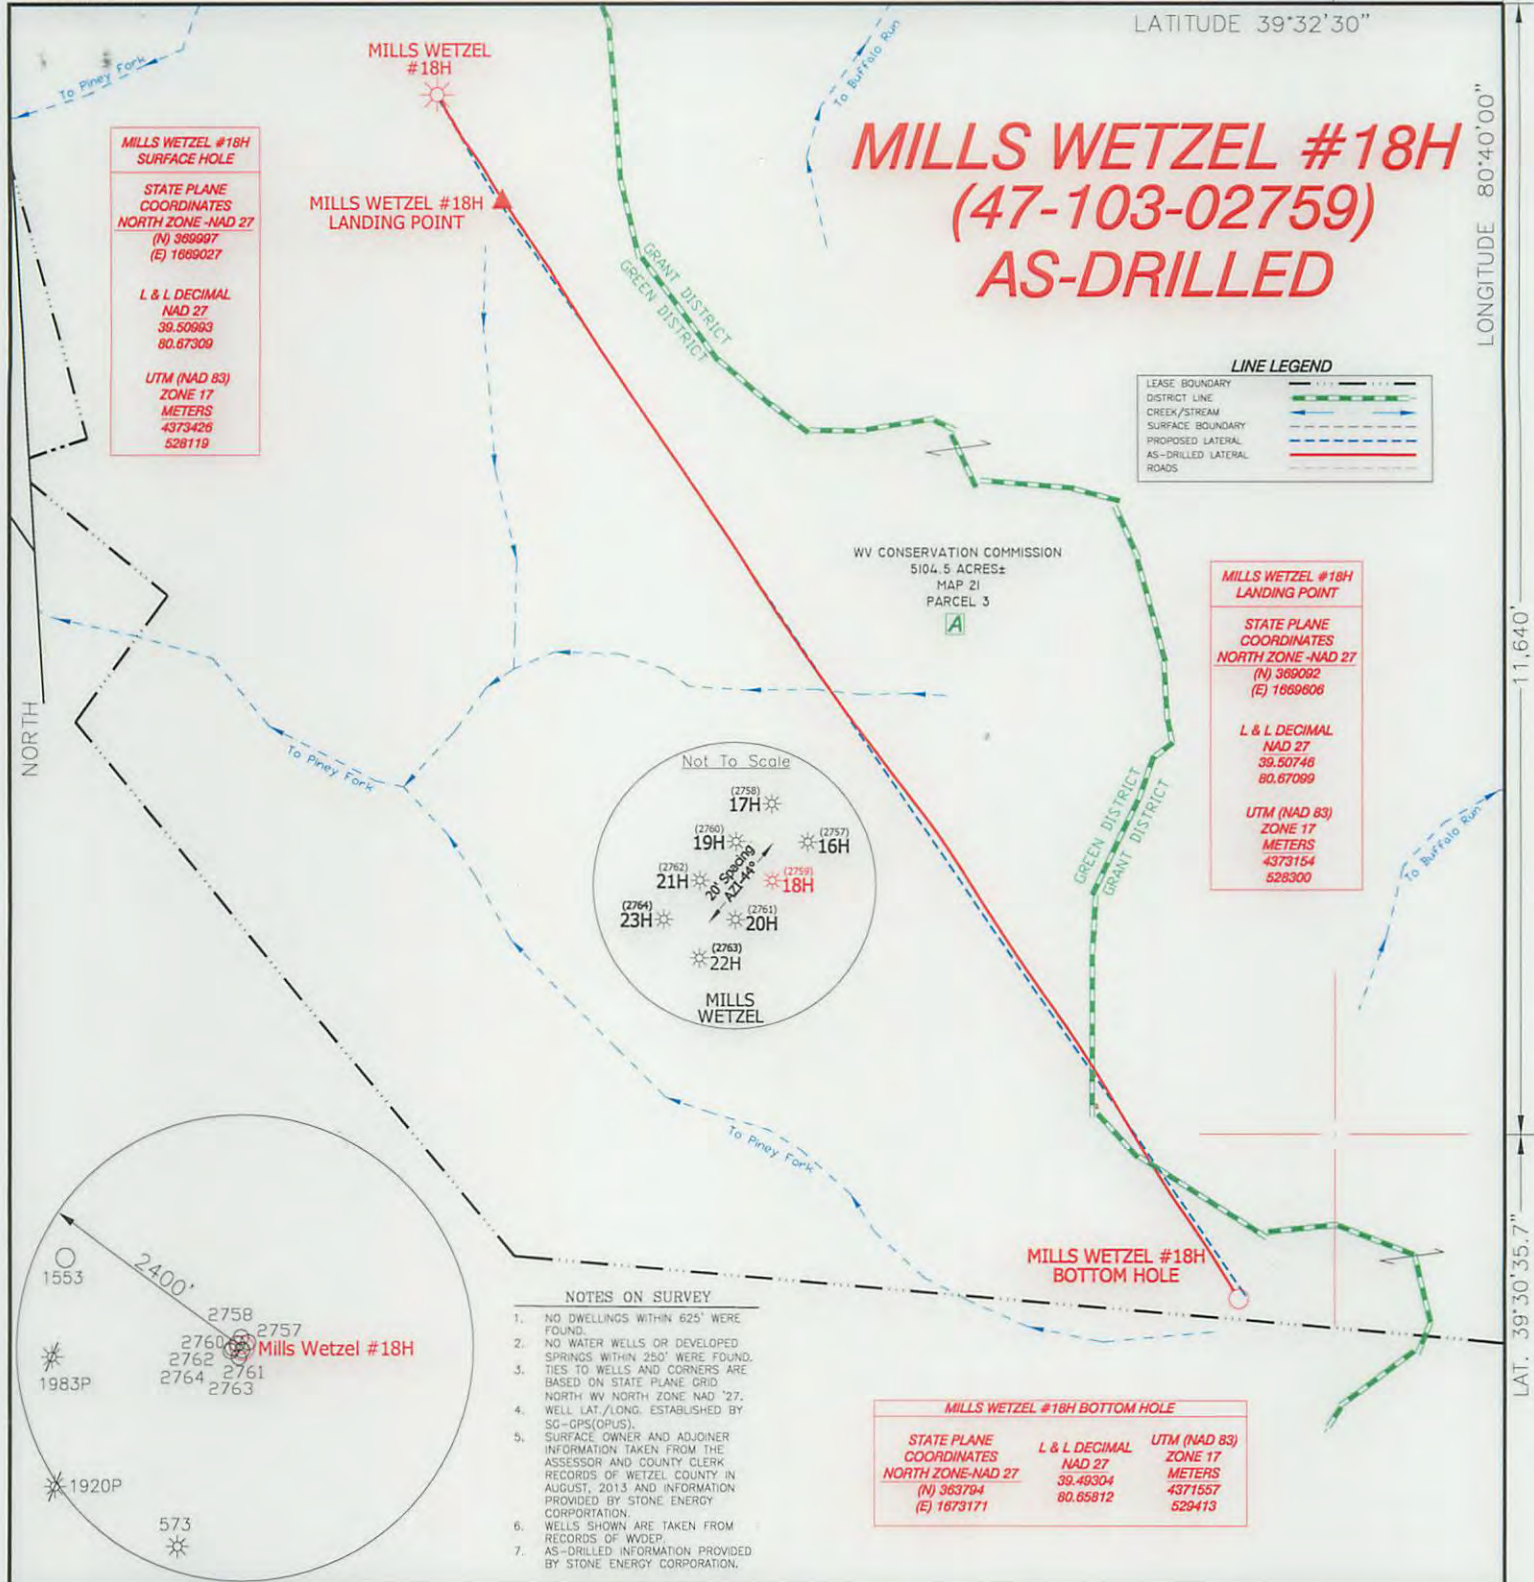 LATITUDE 39°32'30"
To Piney Fork
MILLS WETZEL
#18H
To Buffalo Run
MILLS WETZEL #18H
(47-103-02759)
AS-DRILLED
LONGITUDE 80°40'00"
MILLS WETZEL #18H
SURFACE HOLE
STATE PLANE
COORDINATES
NORTH ZONE -NAD 27
(N) 369997
(E) 1669027
L & L DECIMAL
NAD 27
39.50993
80.67309
UTM (NAD 83)
ZONE 17
METERS
4373426
528119
MILLS WETZEL #18H
LANDING POINT
GRANT DISTRICT
GREEN DISTRICT
LINE LEGEND
LEASE BOUNDARY
DISTRICT LINE
CREEK/STREAM
SURFACE BOUNDARY
PROPOSED LATERAL
AS-DRILLED LATERAL
ROADS
WV CONSERVATION COMMISSION
5104.5 ACRES±
MAP 21
PARCEL 3
A
MILLS WETZEL #18H
LANDING POINT
STATE PLANE
COORDINATES
NORTH ZONE -NAD 27
(N) 369092
(E) 1669606
L & L DECIMAL
NAD 27
39.50746
80.67099
UTM (NAD 83)
ZONE 17
METERS
4373154
528300
11,640'
NORTH
To Piney Fork
Not To Scale
(2758)
17H
(2760)
19H
(2757)
16H
(2762)
21H
20' Spacing
AZI-44°
(2759)
18H
(2764)
23H
(2761)
20H
(2763)
22H
MILLS
WETZEL
GREEN DISTRICT
GRANT DISTRICT
To Buffalo Run
To Piney Fork
MILLS WETZEL #18H
BOTTOM HOLE
LAT. 39°30'35.7"
2400'
1553
2758
2757
2760
Mills Wetzel #18H
2762
2761
2764
2763
1983P
1920P
573
NOTES ON SURVEY
1. NO DWELLINGS WITHIN 625' WERE
FOUND.
2. NO WATER WELLS OR DEVELOPED
SPRINGS WITHIN 250' WERE FOUND.
3. TIES TO WELLS AND CORNERS ARE
BASED ON STATE PLANE GRID
NORTH WV NORTH ZONE NAD '27.
4. WELL LAT./LONG. ESTABLISHED BY
SG-GPS(OPUS).
5. SURFACE OWNER AND ADJOINER
INFORMATION TAKEN FROM THE
ASSESSOR AND COUNTY CLERK
RECORDS OF WETZEL COUNTY IN
AUGUST, 2013 AND INFORMATION
PROVIDED BY STONE ENERGY
CORPORTATION.
6. WELLS SHOWN ARE TAKEN FROM
RECORDS OF WVDEP.
7. AS-DRILLED INFORMATION PROVIDED
BY STONE ENERGY CORPORATION.
MILLS WETZEL #18H BOTTOM HOLE
STATE PLANE
COORDINATES
NORTH ZONE-NAD 27
(N) 363794
(E) 1673171
L & L DECIMAL
NAD 27
39.49304
80.65812
UTM (NAD 83)
ZONE 17
METERS
4371557
529413